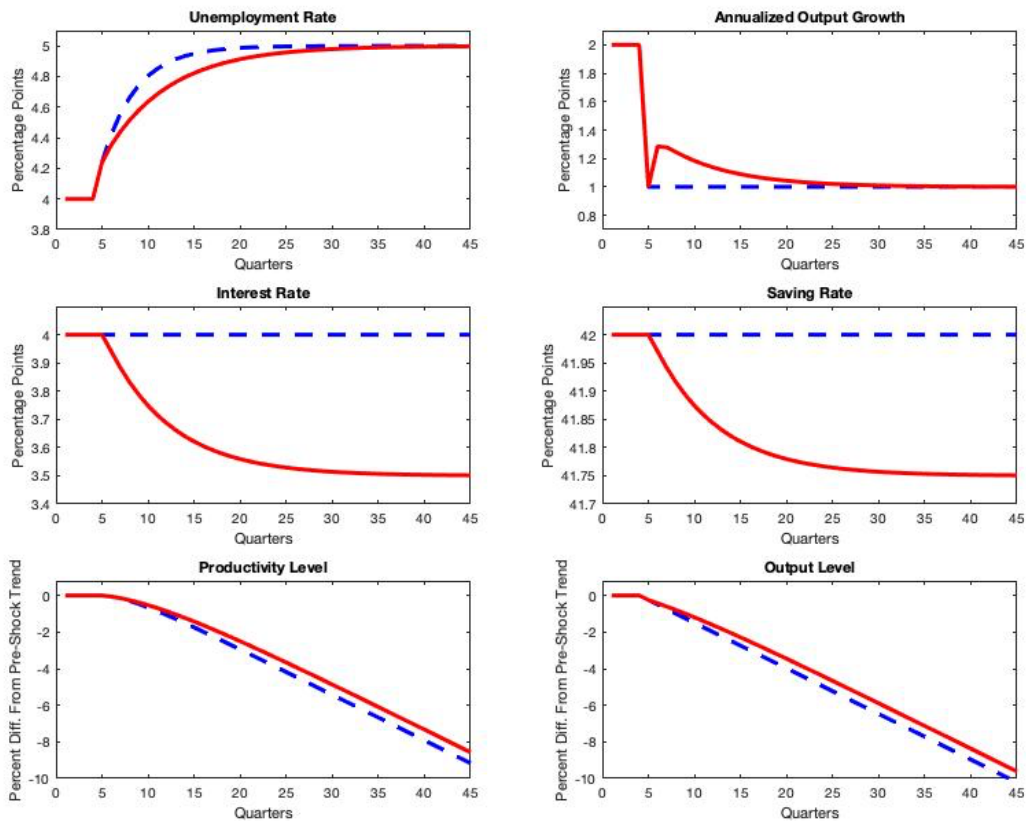 Unemployment Rate
Percentage Points
5
4.8
4.6
4.4
4.2
4
3.8
0 5 10 15 20 25 30 35 40 45
Quarters
Annualized Output Growth
Percentage Points
2
1.8
1.6
1.4
1.2
1
0.8
0 5 10 15 20 25 30 35 40 45
Quarters
Interest Rate
Percentage Points
4
3.9
3.8
3.7
3.6
3.5
3.4
0 5 10 15 20 25 30 35 40 45
Quarters
Saving Rate
Percentage Points
42
41.95
41.9
41.85
41.8
41.75
41.7
0 5 10 15 20 25 30 35 40 45
Quarters
Productivity Level
Percent Diff. From Pre-Shock Trend
0
-2
-4
-6
-8
-10
0 5 10 15 20 25 30 35 40 45
Quarters
Output Level
Percent Diff. From Pre-Shock Trend
0
-2
-4
-6
-8
-10
0 5 10 15 20 25 30 35 40 45
Quarters